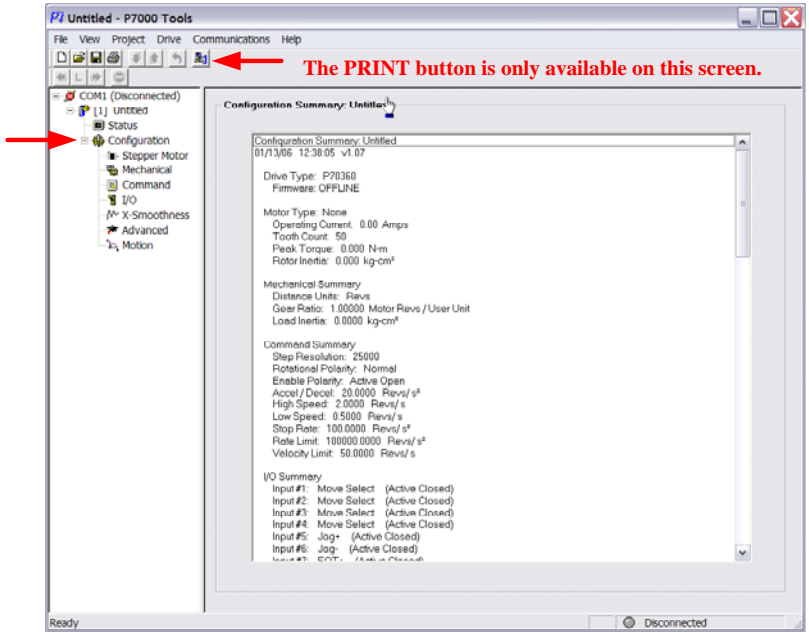 Untitled - P7000 Tools
File View Project Drive Communications Help
The PRINT button is only available on this screen.
COM1 (Disconnected)
[1] Untitled
Status
Configuration
Stepper Motor
Mechanical
Command
I/O
X-Smoothness
Advanced
Motion
Configuration Summary: Untitled
Configuration Summary: Untitled
01/13/06 12:38:05 v1.07
Drive Type: P70360
Firmware: OFFLINE
Motor Type: None
Operating Current: 0.00 Amps
Tooth Count: 50
Peak Torque: 0.000 N-m
Rotor Inertia: 0.000 kg-cm²
Mechanical Summary
Distance Units: Revs
Gear Ratio: 1.00000 Motor Revs / User Unit
Load Inertia: 0.0000 kg-cm²
Command Summary
Step Resolution: 25000
Rotational Polarity: Normal
Enable Polarity: Active Open
Accel / Decel: 20.0000 Revs/s²
High Speed: 2.0000 Revs/s
Low Speed: 0.5000 Revs/s
Stop Rate: 100.0000 Revs/s²
Rate Limit: 100000.0000 Revs/s²
Velocity Limit: 50.0000 Revs/s
I/O Summary
Input #1: Move Select (Active Closed)
Input #2: Move Select (Active Closed)
Input #3: Move Select (Active Closed)
Input #4: Move Select (Active Closed)
Input #5: Jog+ (Active Closed)
Input #6: Jog- (Active Closed)
Input #7: EOT+ (Active Closed)
Ready
Disconnected